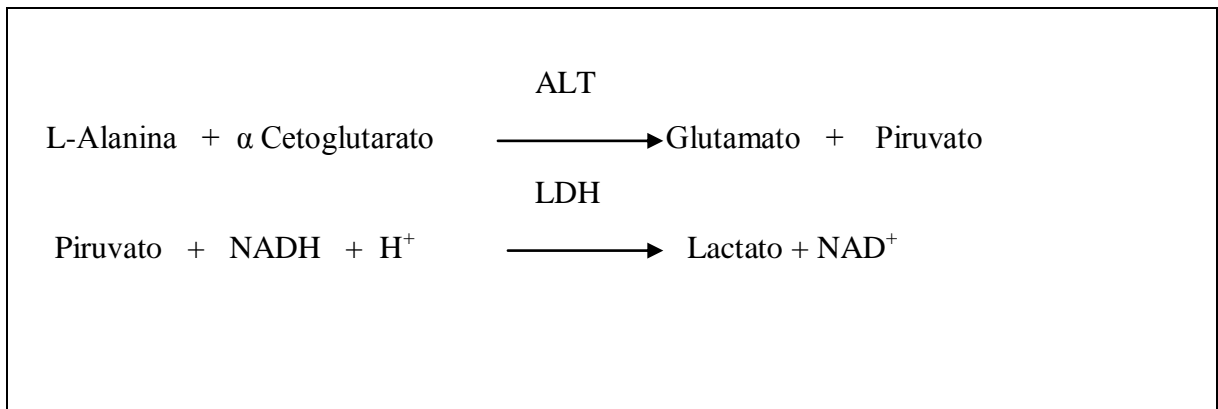 ALT
L-Alanina + α Cetoglutarato Glutamato + Piruvato
LDH
Piruvato + NADH + H⁺ Lactato + NAD⁺